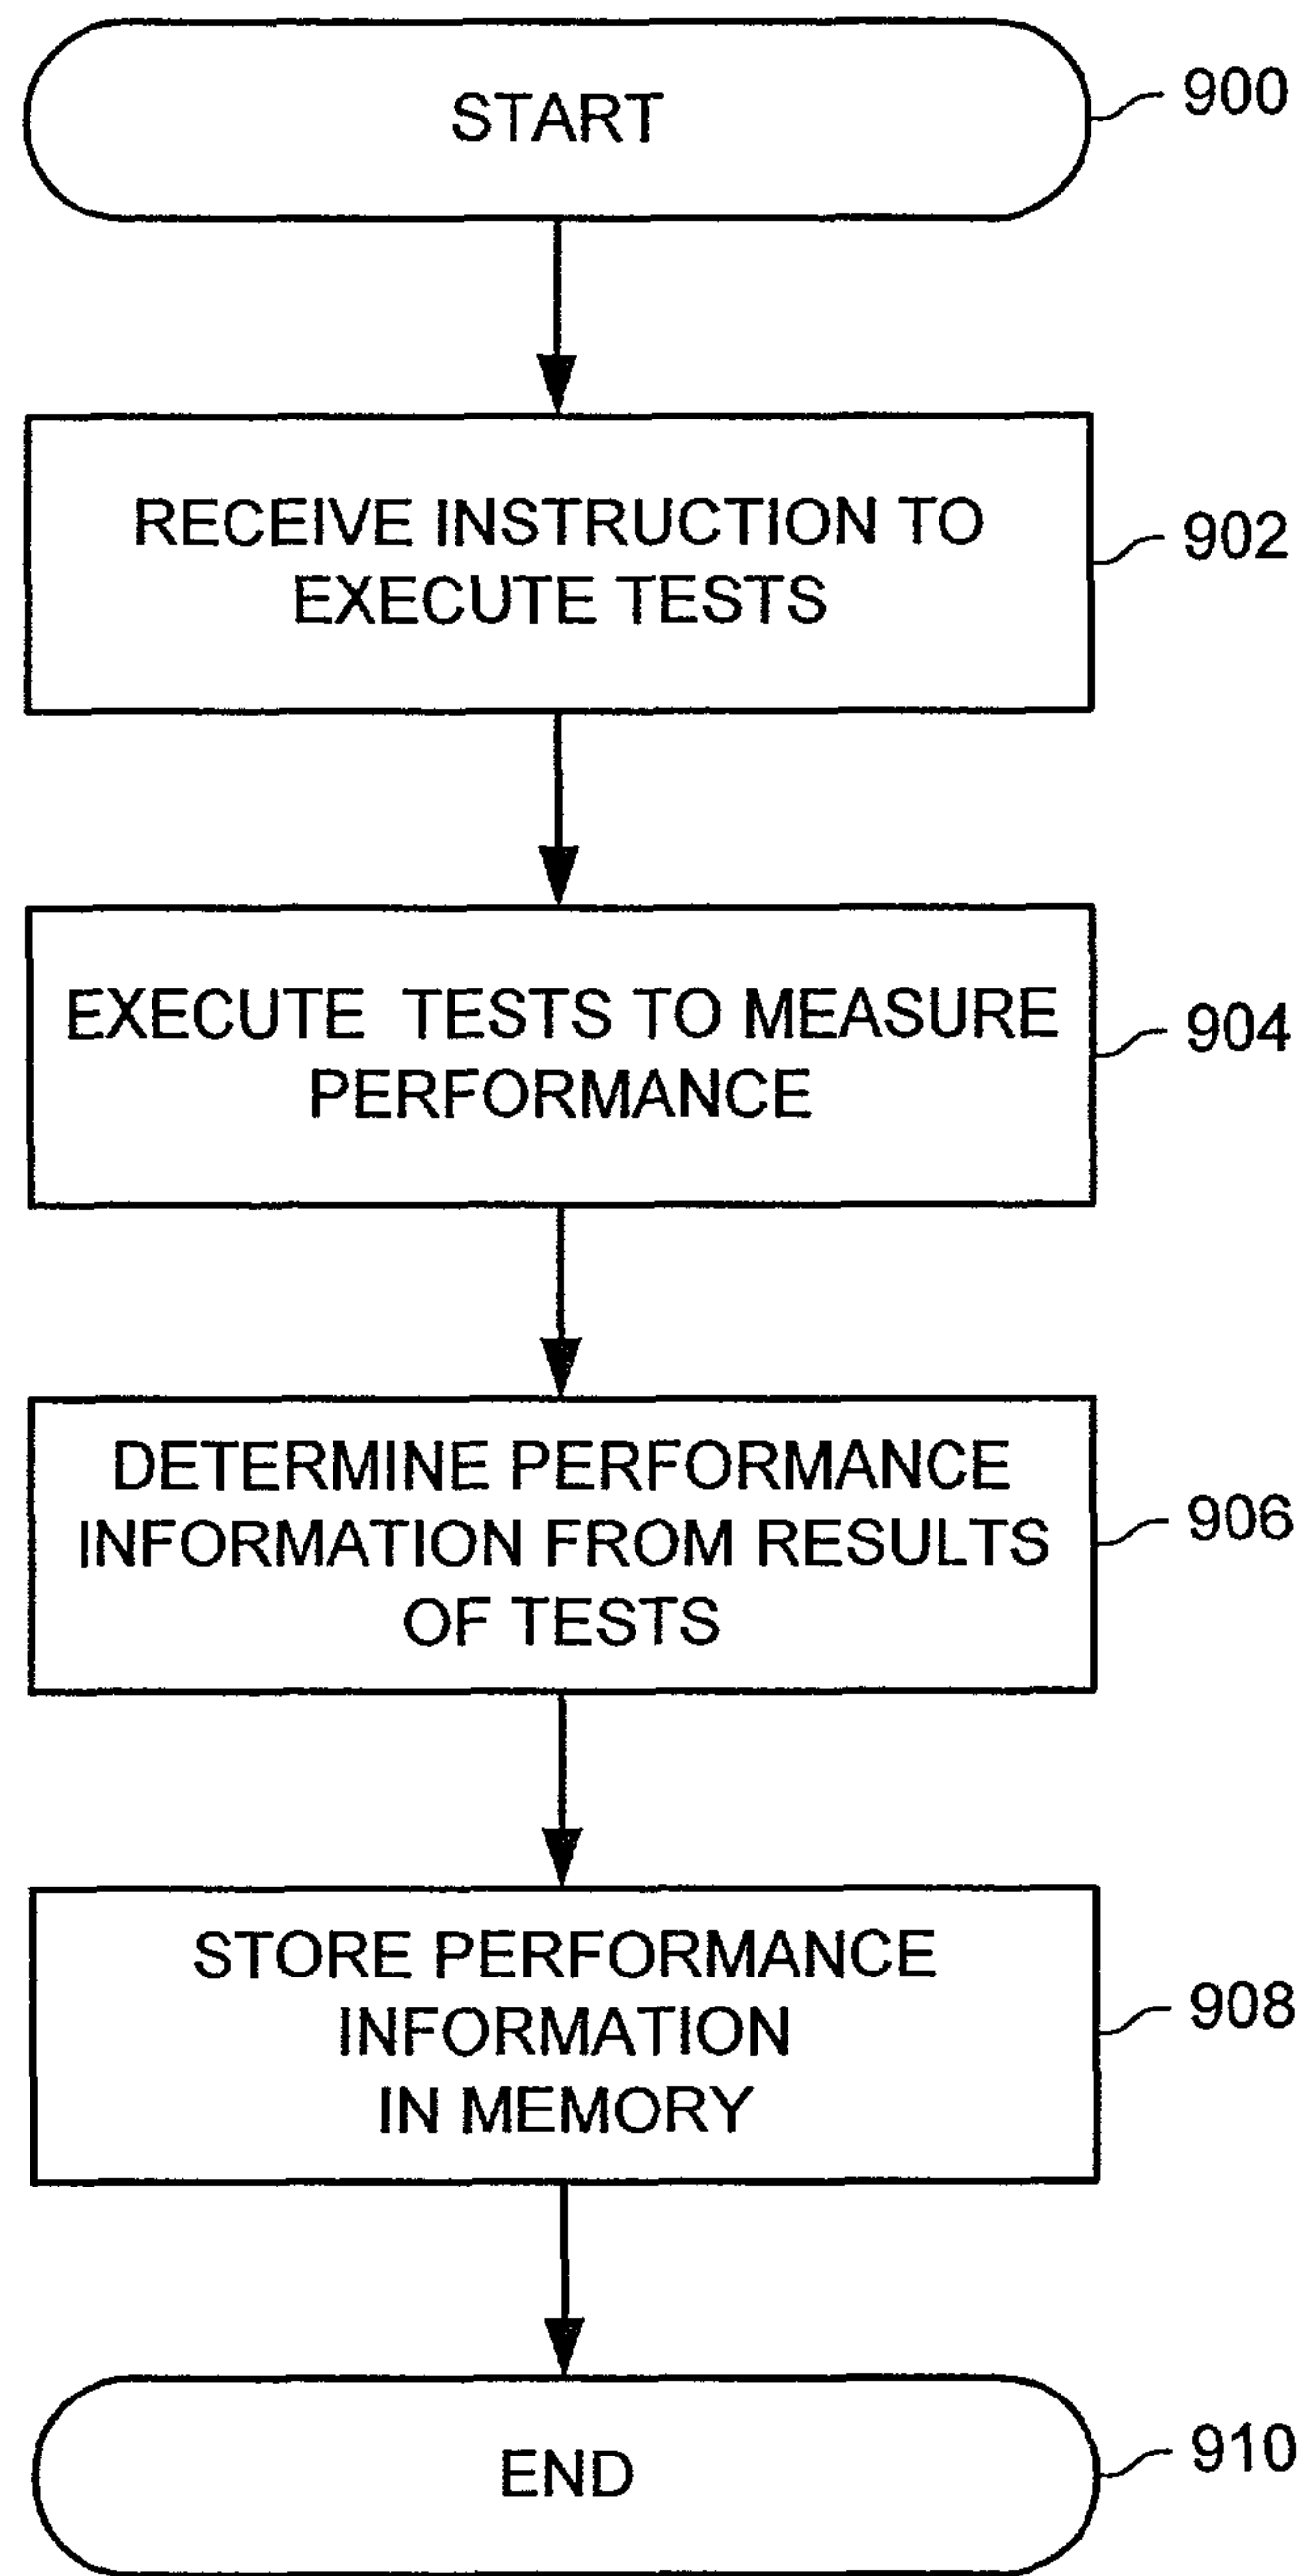 START
900
RECEIVE INSTRUCTION TO
EXECUTE TESTS
902
EXECUTE TESTS TO MEASURE
PERFORMANCE
904
DETERMINE PERFORMANCE
INFORMATION FROM RESULTS
OF TESTS
906
STORE PERFORMANCE
INFORMATION
IN MEMORY
908
END
910